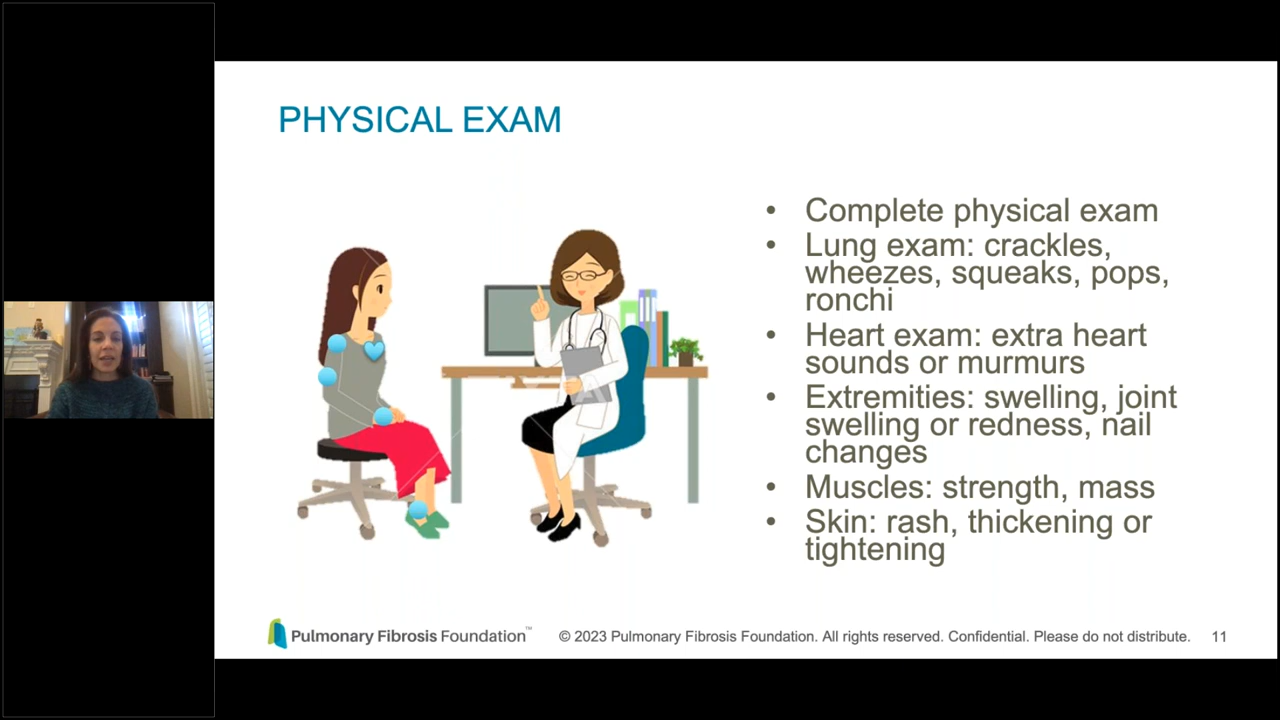 PHYSICAL EXAM
• Complete physical exam
• Lung exam: crackles,
wheezes, squeaks, pops,
ronchi
• Heart exam: extra heart
sounds or murmurs
• Extremities: swelling, joint
swelling or redness, nail
changes
• Muscles: strength, mass
• Skin: rash, thickening or
tightening
Pulmonary Fibrosis Foundation™ © 2023 Pulmonary Fibrosis Foundation. All rights reserved. Confidential. Please do not distribute. 11